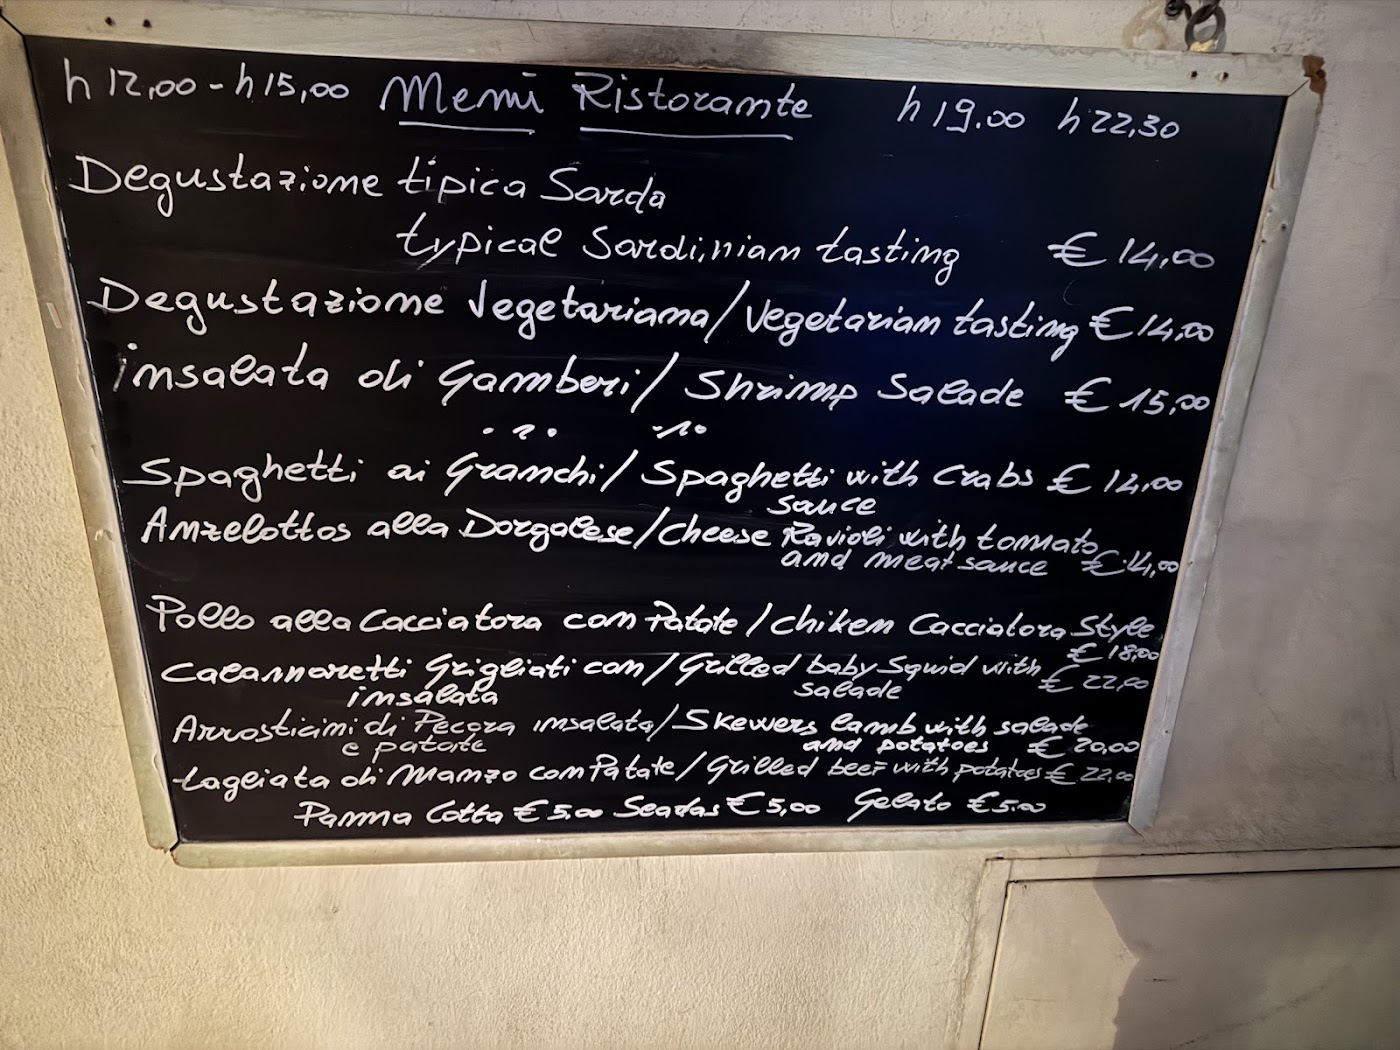 h 12,00 - h 15,00 Menù Ristorante h 19.00 h 22,30
Degustazione tipica Sarda
typical Sardinian tasting € 14,00
Degustazione Vegetariana / Vegetarian tasting € 14,00
insalata di Gamberi / Shrimp Salade € 15,00
Spaghetti ai Granchi / Spaghetti with Crabs € 14,00
sauce
Anzelottos alla Dorgalese / Cheese Ravioli with tomato
and meat sauce € 14,00
Pollo alla Cacciatora con Patate / Chiken Cacciatora Style
€ 18,00
Calammaretti Grigliati con / Grilled baby Squid with € 22,00
insalata salade
Arrosticini di Pecora insalata / Skewers lamb with salade
e patate and potatoes € 20,00
tagliata di Manzo con Patate / Grilled beef with potatoes € 22,00
Panna Cotta € 5.00 Seadas € 5,00 Gelato € 5.00